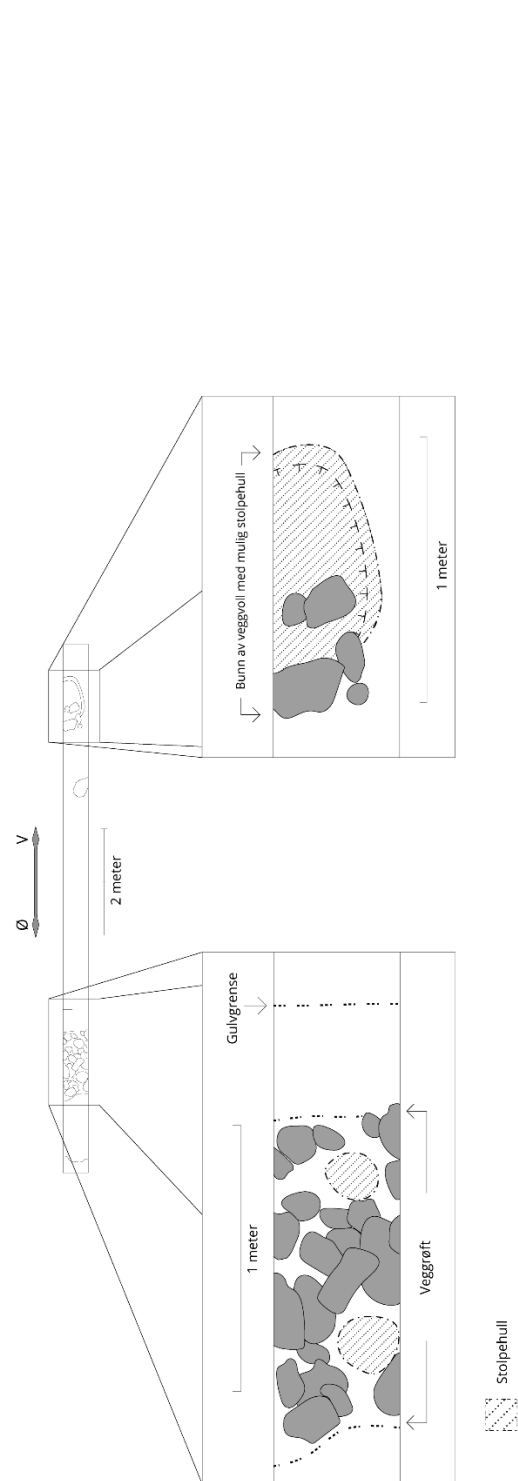 Ø V
2 meter
Gulvgrense
Bunn av veggvoll med mulig stolpehull
1 meter
1 meter
Veggrøft
Stolpehull